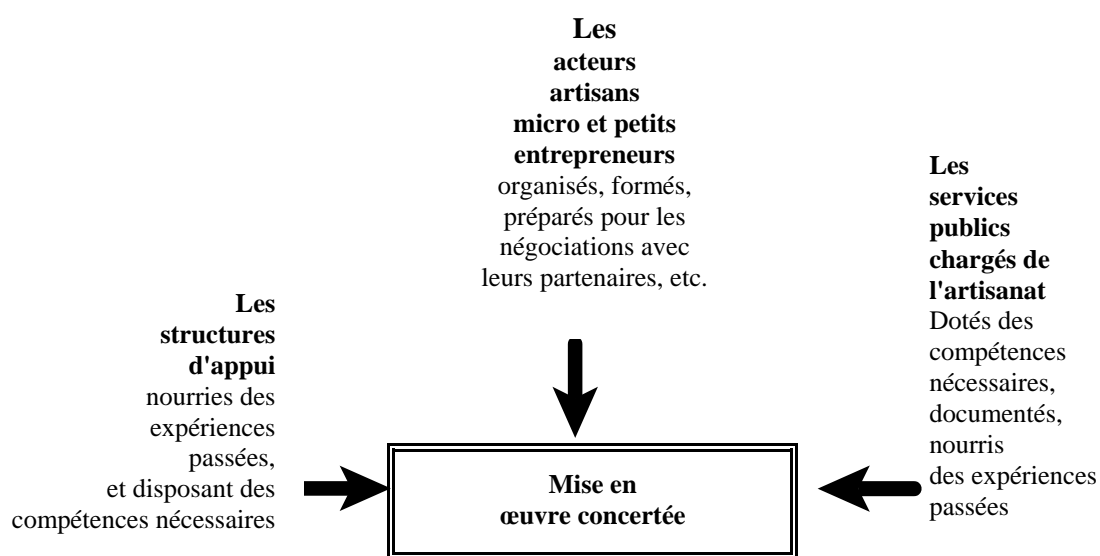 Les
acteurs
artisans
micro et petits
entrepreneurs
organisés, formés,
préparés pour les
négociations avec
leurs partenaires, etc.
Les
services
publics
chargés de
l'artisanat
Dotés des
compétences
nécessaires,
documentés,
nourris
des expériences
passées
Les
structures
d'appui
nourries des
expériences
passées,
et disposant des
compétences nécessaires
Mise en
œuvre concertée